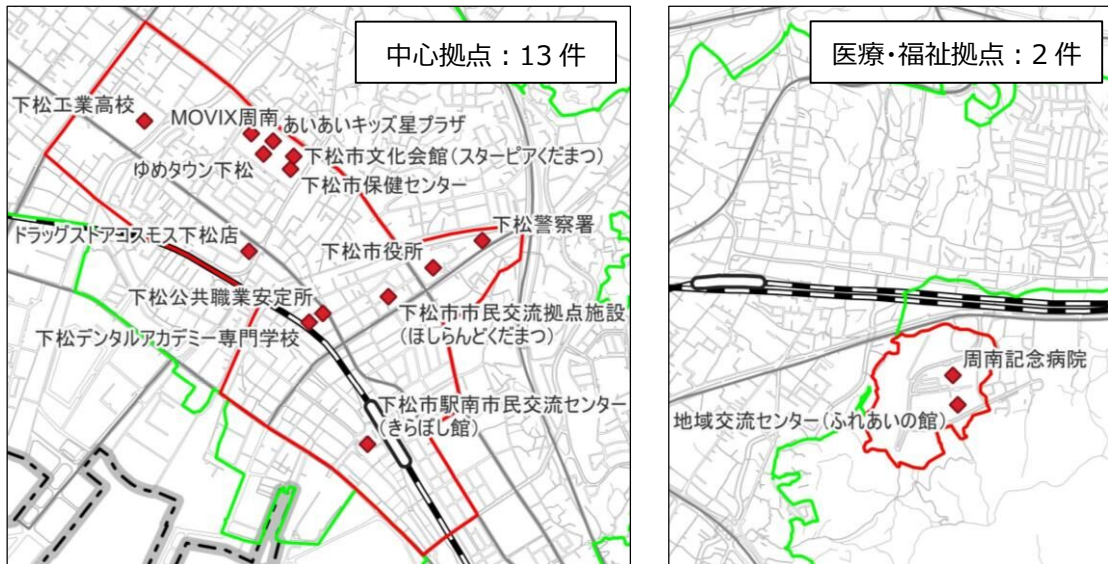 中心拠点：13 件
下松工業高校
MOVIX周南
あいあいキッズ星プラザ
ゆめタウン下松
下松市文化会館(スターピアくだまつ)
下松市保健センター
下松警察署
ドラッグストアコスモス下松店
下松市役所
下松公共職業安定所
下松市市民交流拠点施設
(ほしらんどくだまつ)
下松デンタルアカデミー専門学校
下松市駅南市民交流センター
(きらぼし館)
医療・福祉拠点：2 件
周南記念病院
地域交流センター(ふれあいの館)